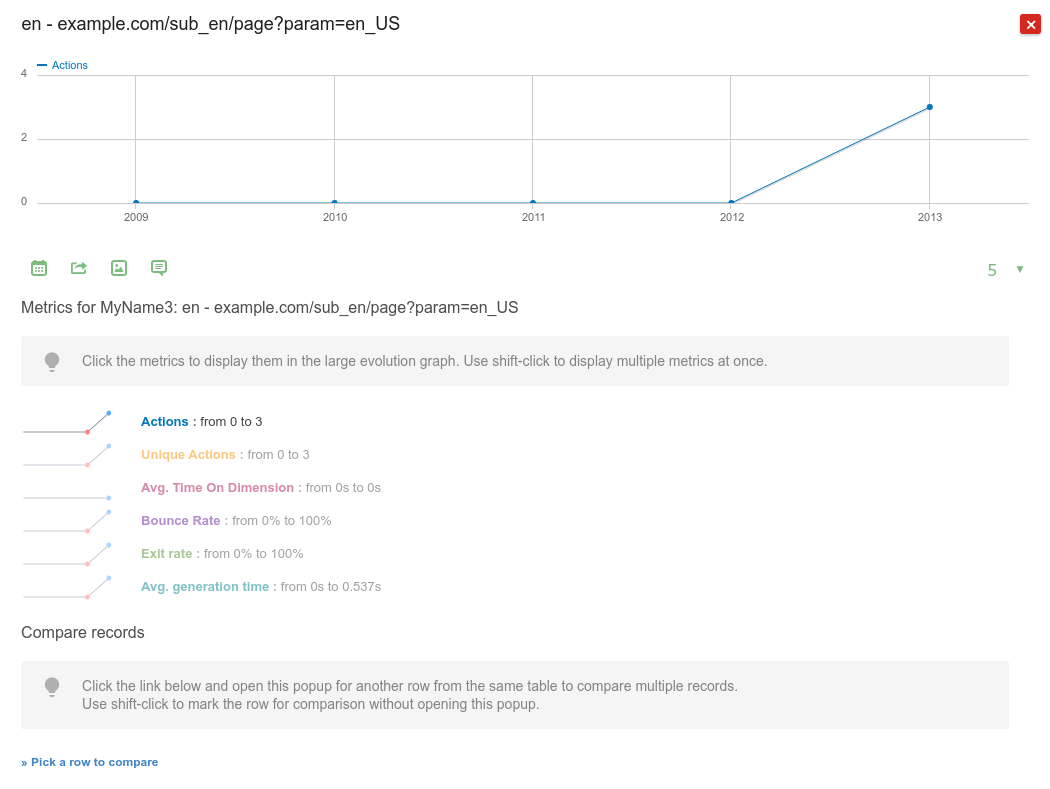 en - example.com/sub_en/page?param=en_US
Actions
4
2
0
2009 2010 2011 2012 2013
5 ▼
Metrics for MyName3: en - example.com/sub_en/page?param=en_US
Click the metrics to display them in the large evolution graph. Use shift-click to display multiple metrics at once.
Actions : from 0 to 3
Unique Actions : from 0 to 3
Avg. Time On Dimension : from 0s to 0s
Bounce Rate : from 0% to 100%
Exit rate : from 0% to 100%
Avg. generation time : from 0s to 0.537s
Compare records
Click the link below and open this popup for another row from the same table to compare multiple records.
Use shift-click to mark the row for comparison without opening this popup.
» Pick a row to compare